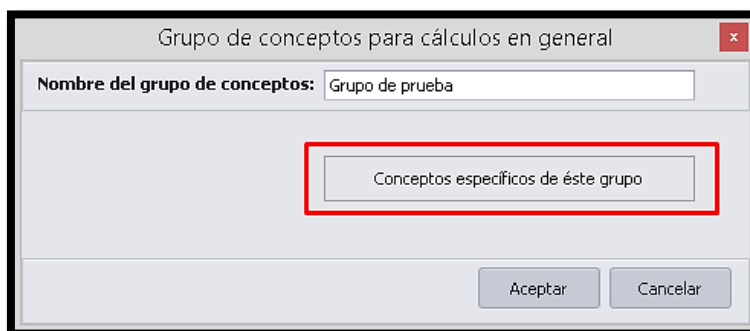 Grupo de conceptos para cálculos en general
x
Nombre del grupo de conceptos: Grupo de prueba
Conceptos específicos de éste grupo
Aceptar Cancelar